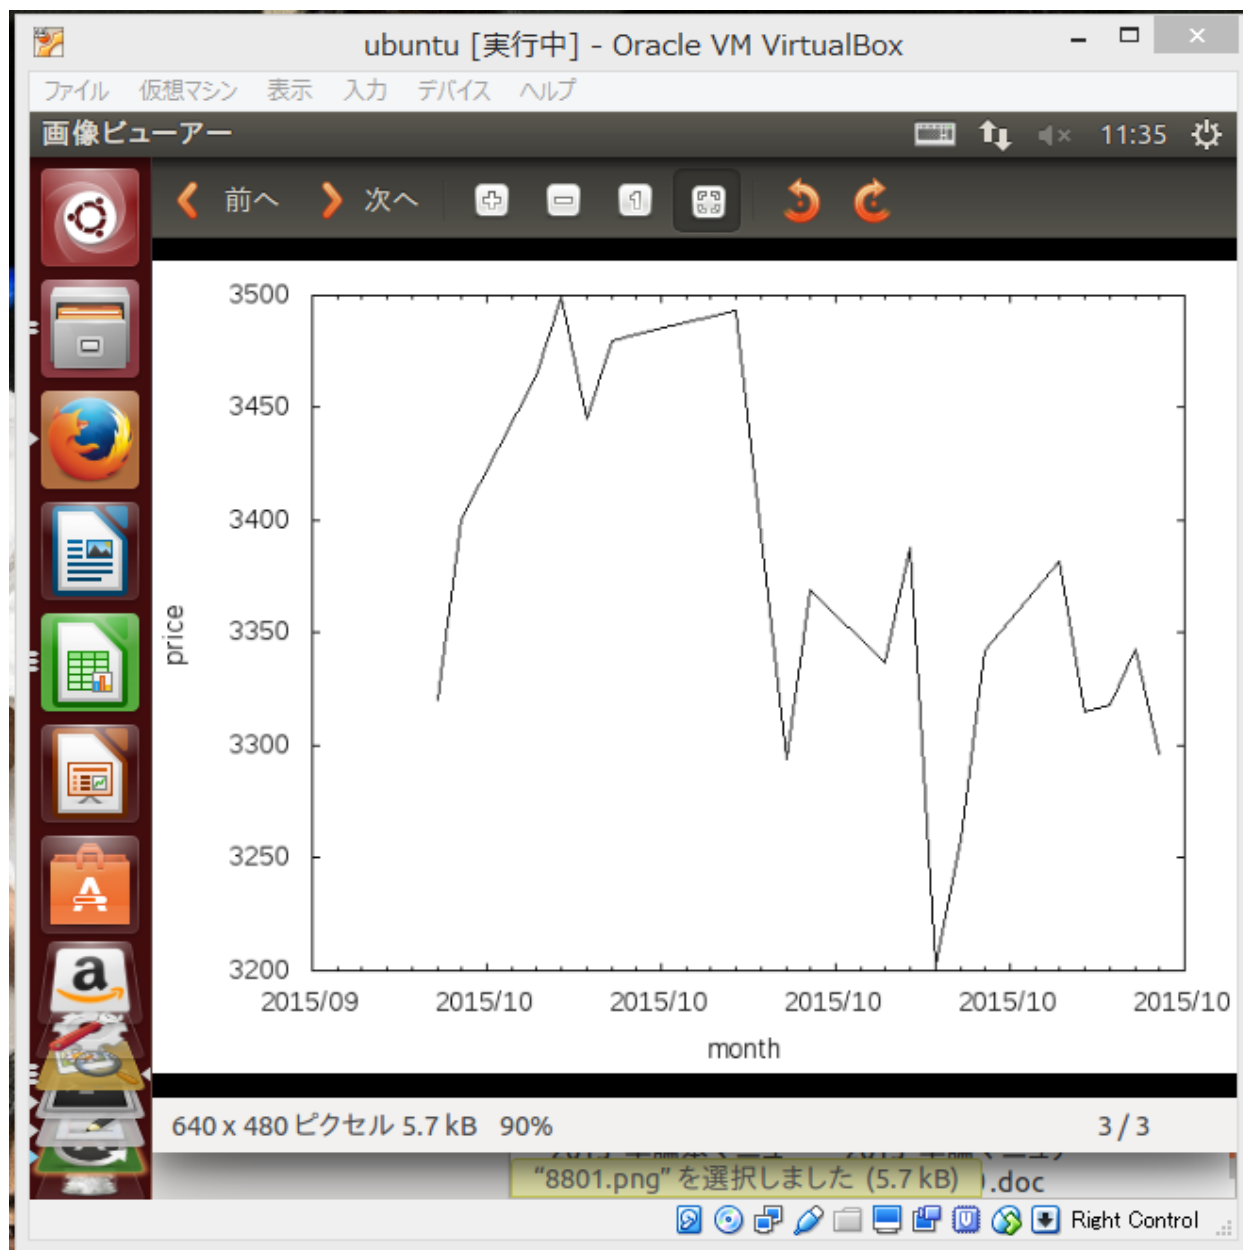 ubuntu [実行中] - Oracle VM VirtualBox
ファイル 仮想マシン 表示 入力 デバイス ヘルプ
画像ビューアー 11:35
前へ 次へ
3500
3450
3400
3350
3300
3250
3200
price
2015/09 2015/10 2015/10 2015/10 2015/10 2015/10
month
640 x 480 ピクセル 5.7 kB 90% 3 / 3
“8801.png” を選択しました (5.7 kB) ).doc
Right Control